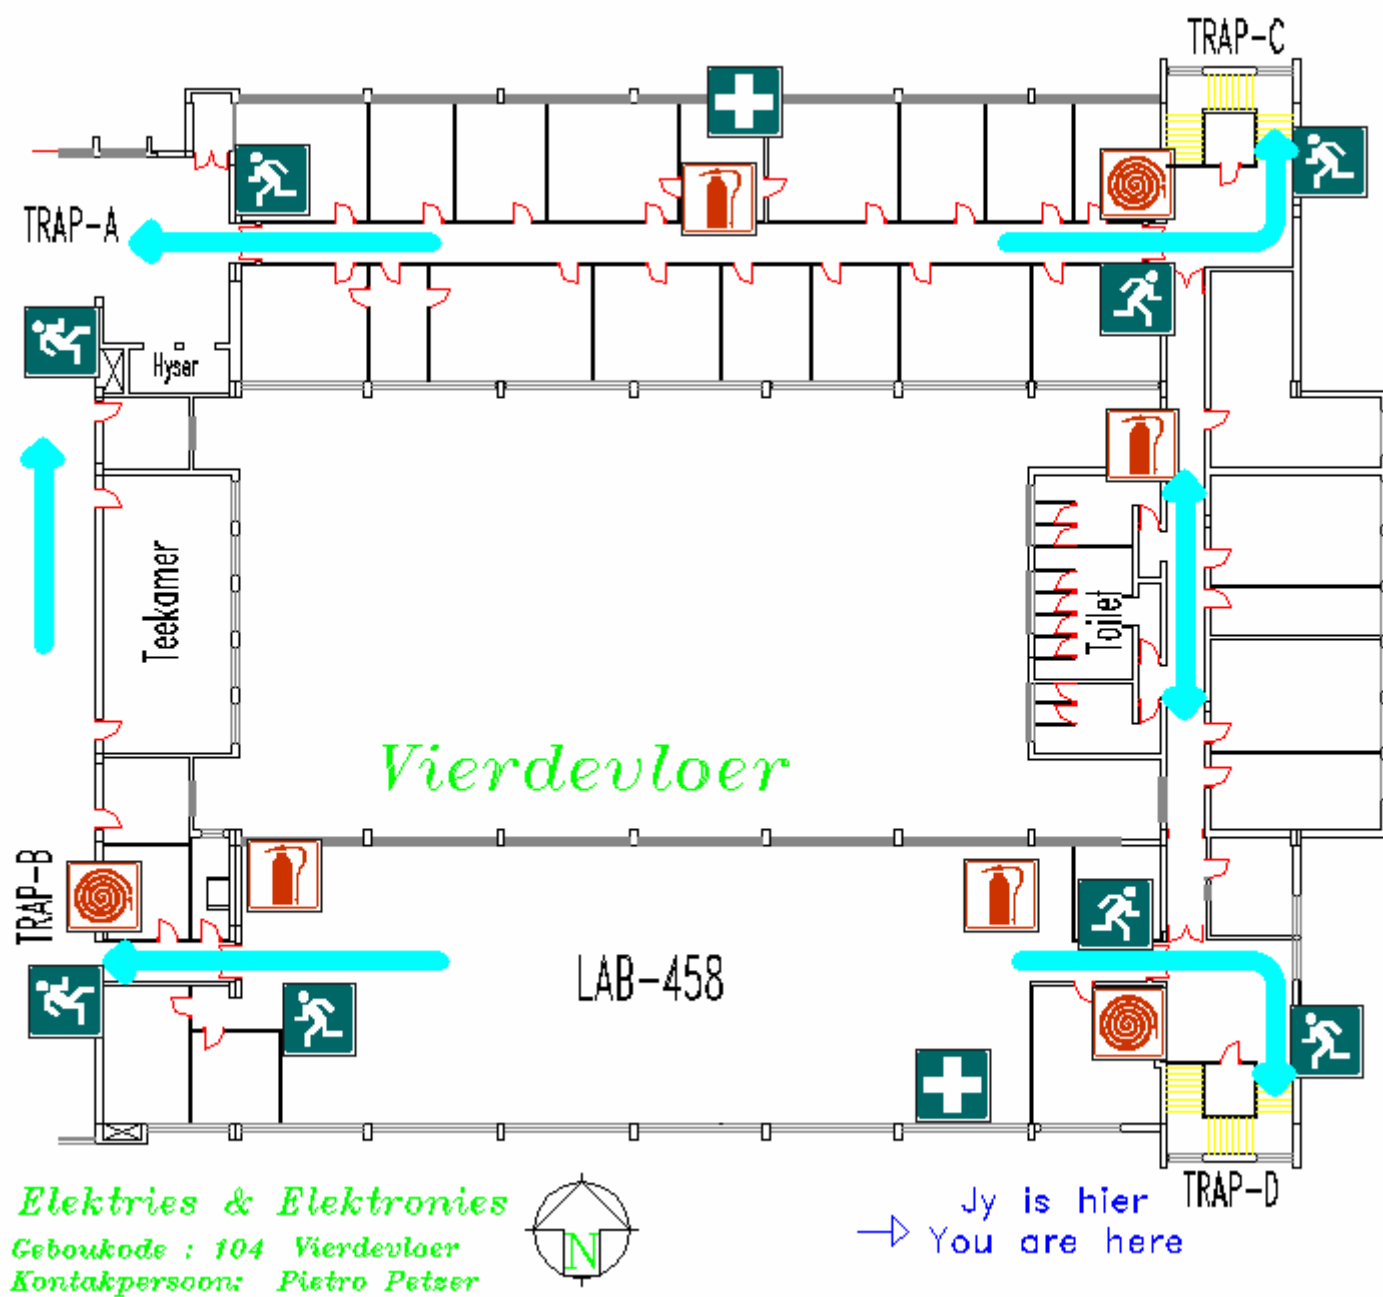 TRAP-C
TRAP-A
Hyser
Teekamer
Toilet
Vierdevloer
TRAP-B
LAB-458
TRAP-D
Elektries & Elektronies
Geboukode : 104 Vierdevloer
Kontakpersoon: Pietro Petzer
N
Jy is hier
You are here